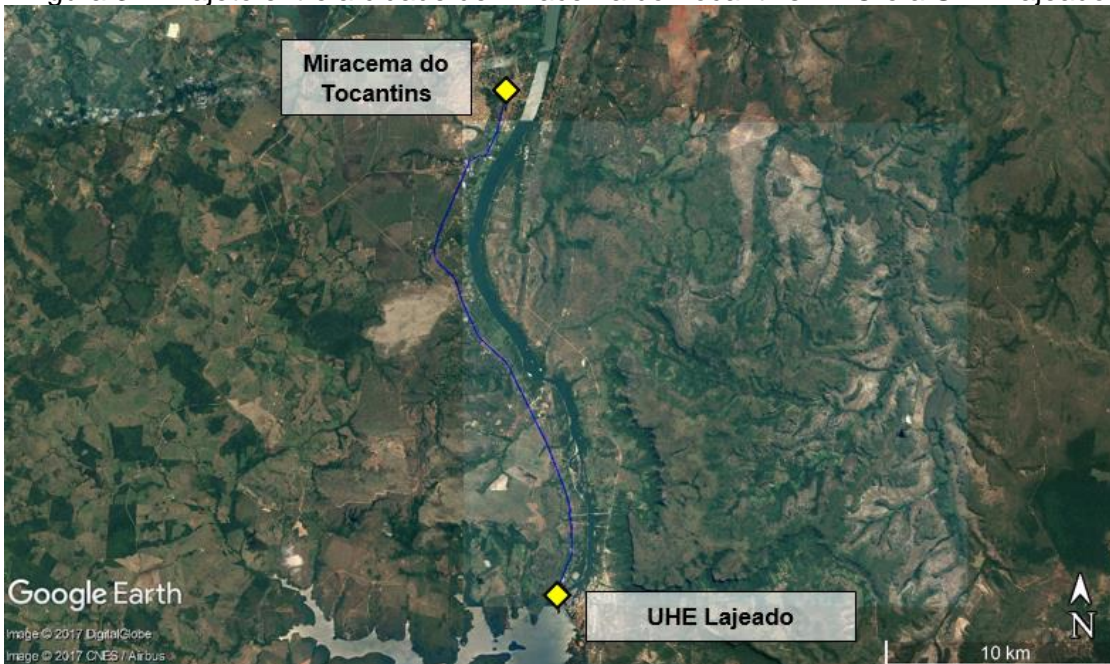 Miracema do
Tocantins
UHE Lajeado
Google Earth
Image © 2017 DigitalGlobe
Image © 2017 CNES / Airbus
N
10 km